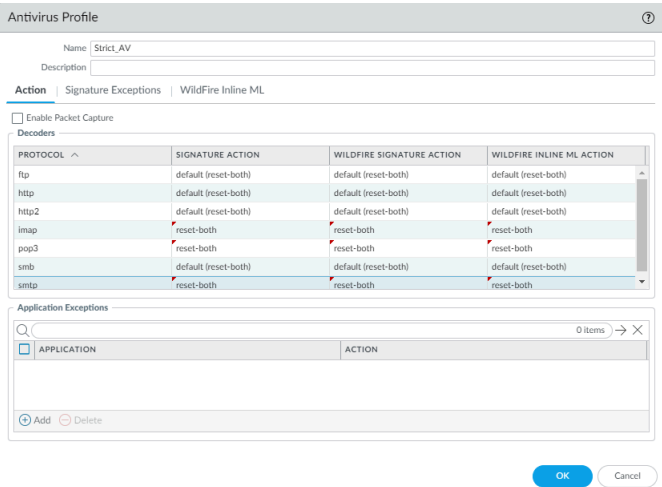 Antivirus Profile
Name Strict_AV
Description
Action Signature Exceptions WildFire Inline ML
Enable Packet Capture
Decoders
PROTOCOL SIGNATURE ACTION WILDFIRE SIGNATURE ACTION WILDFIRE INLINE ML ACTION
ftp default (reset-both) default (reset-both) default (reset-both)
http default (reset-both) default (reset-both) default (reset-both)
http2 default (reset-both) default (reset-both) default (reset-both)
imap reset-both reset-both reset-both
pop3 reset-both reset-both reset-both
smb default (reset-both) default (reset-both) default (reset-both)
smtp reset-both reset-both reset-both
Application Exceptions
0 items
APPLICATION ACTION
Add Delete
OK Cancel